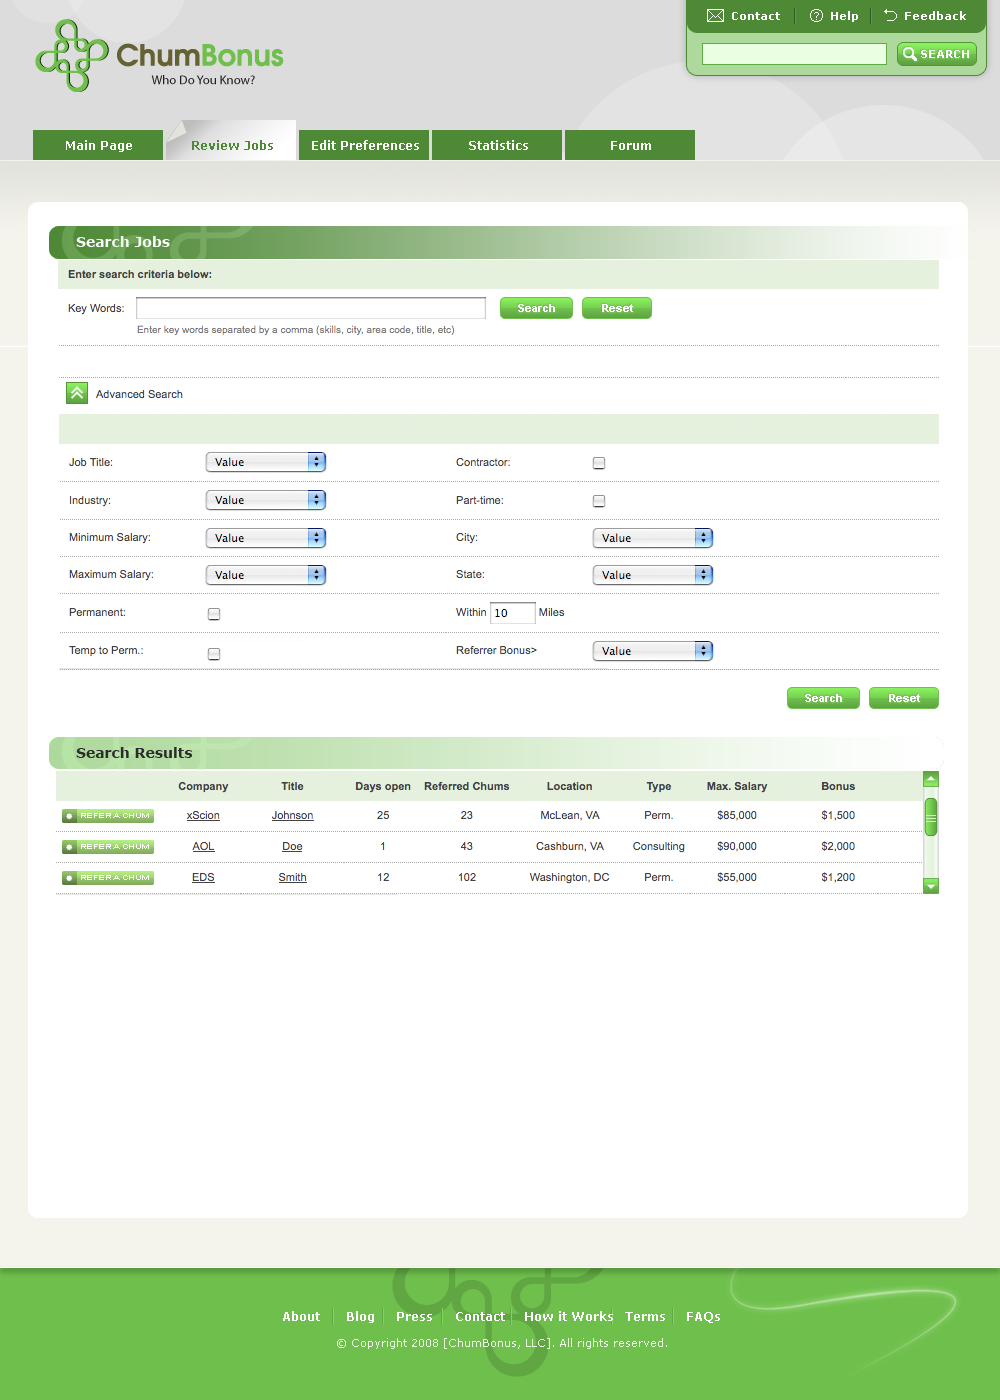 Contact Help Feedback
SEARCH
ChumBonus
Who Do You Know?
Main Page Review Jobs Edit Preferences Statistics Forum
Search Jobs
Enter search criteria below:
Key Words: Search Reset
Enter key words separated by a comma (skills, city, area code, title, etc)
Advanced Search
Job Title: Value Contractor:
Industry: Value Part-time:
Minimum Salary: Value City: Value
Maximum Salary: Value State: Value
Permanent: Within 10 Miles
Temp to Perm.: Referrer Bonus> Value
Search Reset
Search Results
Company Title Days open Referred Chums Location Type Max. Salary Bonus
REFER A CHUM xScion Johnson 25 23 McLean, VA Perm. $85,000 $1,500
REFER A CHUM AOL Doe 1 43 Cashburn, VA Consulting $90,000 $2,000
REFER A CHUM EDS Smith 12 102 Washington, DC Perm. $55,000 $1,200
About Blog Press Contact How it Works Terms FAQs
© Copyright 2008 [ChumBonus, LLC]. All rights reserved.